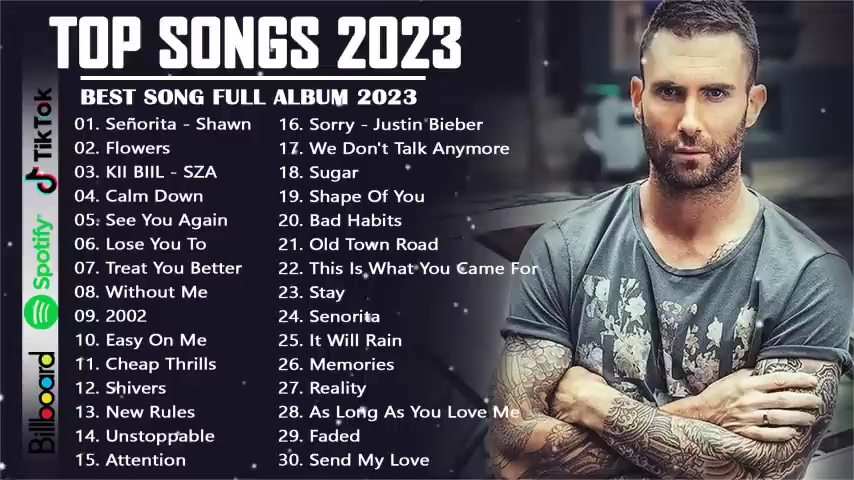 TOP SONGS 2023
BEST SONG FULL ALBUM 2023
01. Señorita - Shawn
02. Flowers
03. KII BIIL - SZA
04. Calm Down
05. See You Again
06. Lose You To
07. Treat You Better
08. Without Me
09. 2002
10. Easy On Me
11. Cheap Thrills
12. Shivers
13. New Rules
14. Unstoppable
15. Attention
16. Sorry - Justin Bieber
17. We Don't Talk Anymore
18. Sugar
19. Shape Of You
20. Bad Habits
21. Old Town Road
22. This Is What You Came For
23. Stay
24. Senorita
25. It Will Rain
26. Memories
27. Reality
28. As Long As You Love Me
29. Faded
30. Send My Love
TikTok
Spotify
Billboard